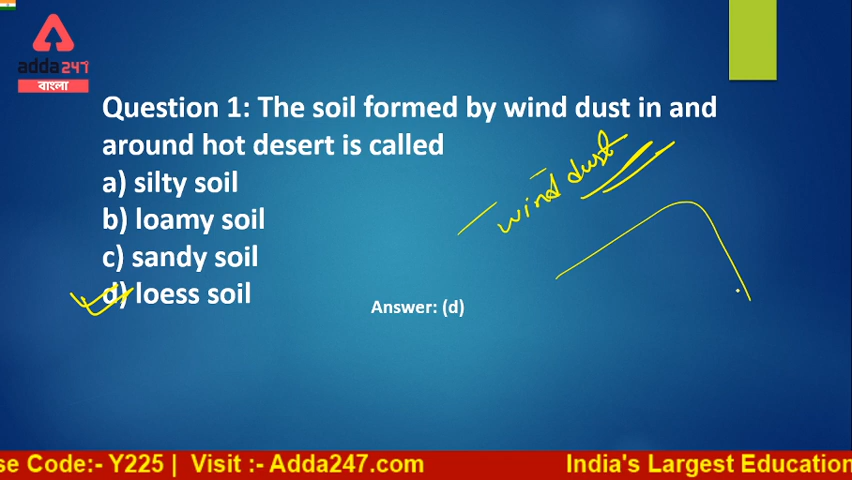 adda247
বাংলা
Question 1: The soil formed by wind dust in and
around hot desert is called
a) silty soil
b) loamy soil
c) sandy soil
d) loess soil
wind dust
Answer: (d)
se Code:- Y225 | Visit :- Adda247.com India's Largest Education